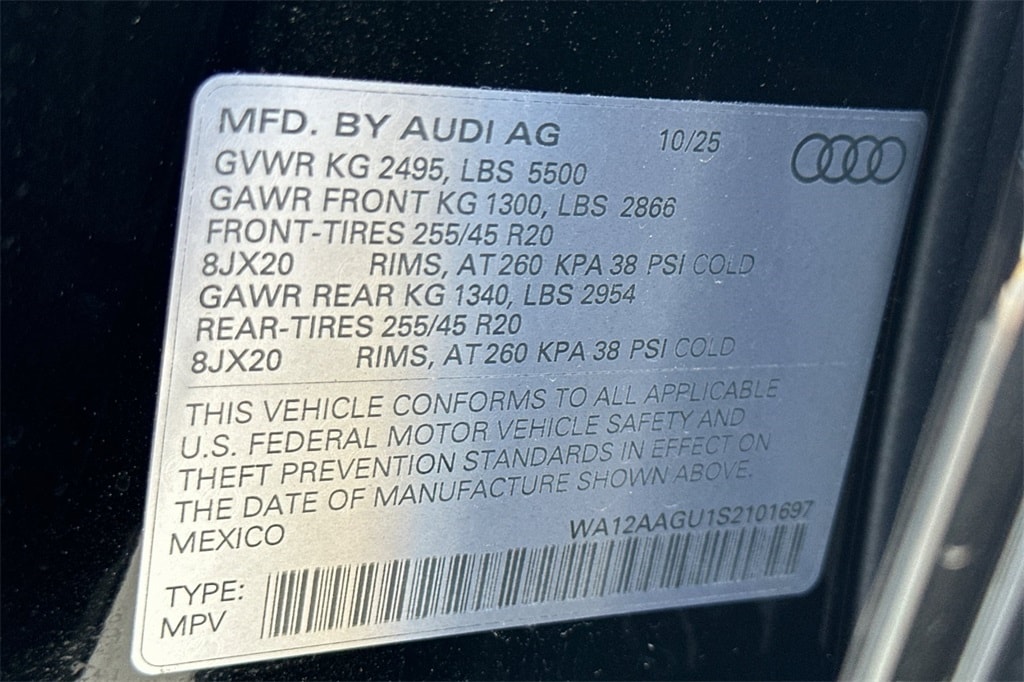 MFD. BY AUDI AG 10/25
GVWR KG 2495, LBS 5500
GAWR FRONT KG 1300, LBS 2866
FRONT-TIRES 255/45 R20
8JX20 RIMS, AT 260 KPA 38 PSI COLD
GAWR REAR KG 1340, LBS 2954
REAR-TIRES 255/45 R20
8JX20 RIMS, AT 260 KPA 38 PSI COLD
THIS VEHICLE CONFORMS TO ALL APPLICABLE
U.S. FEDERAL MOTOR VEHICLE SAFETY AND
THEFT PREVENTION STANDARDS IN EFFECT ON
THE DATE OF MANUFACTURE SHOWN ABOVE.
MEXICO WA12AAGU1S2101697
TYPE:
MPV